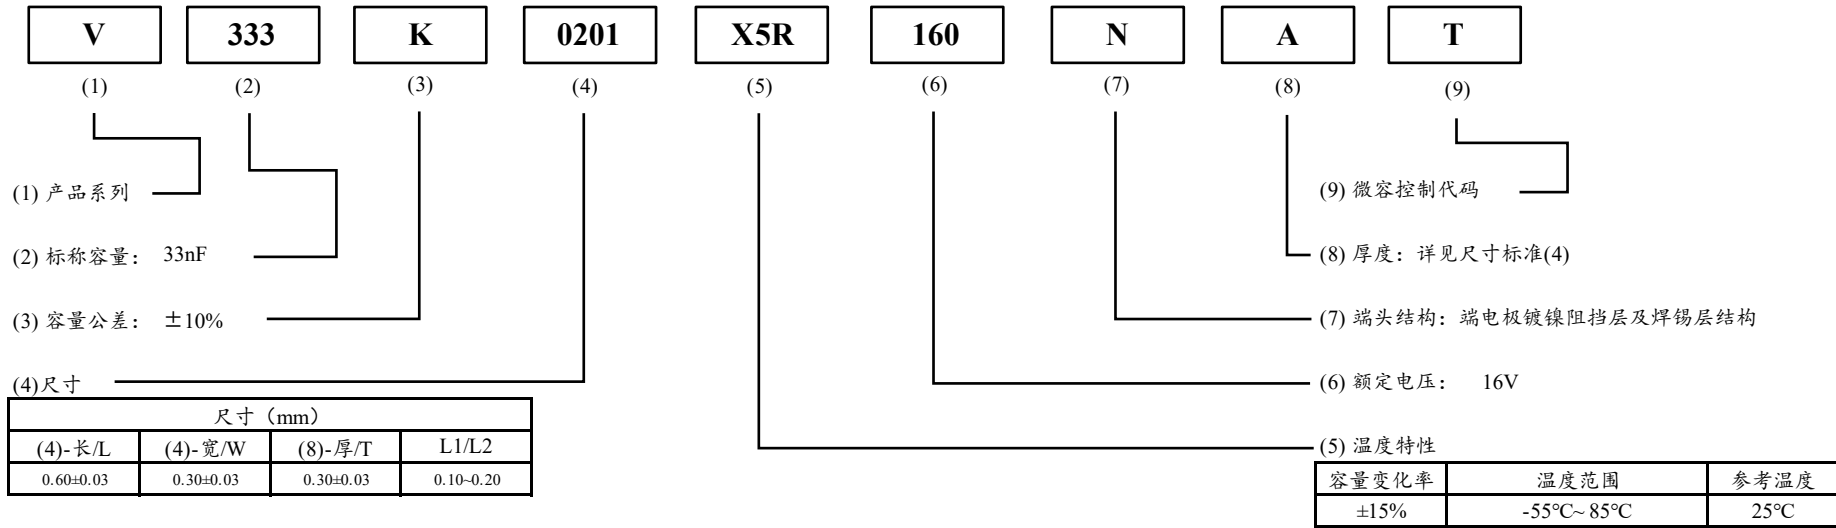 V 333 K 0201 X5R 160 N A T
(1) (2) (3) (4) (5) (6) (7) (8) (9)
(1) 产品系列
(9) 微容控制代码
(2) 标称容量： 33nF
(8) 厚度：详见尺寸标准(4)
(3) 容量公差： ±10%
(7) 端头结构：端电极镀镍阻挡层及焊锡层结构
(4)尺寸
(6) 额定电压： 16V
尺寸（mm）
(4)-长/L (4)-宽/W (8)-厚/T L1/L2
0.60±0.03 0.30±0.03 0.30±0.03 0.10~0.20
(5) 温度特性
容量变化率 温度范围 参考温度
±15% -55℃~ 85℃ 25℃